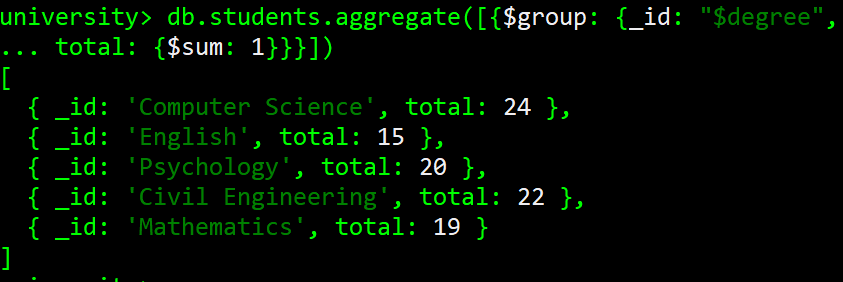 university> db.students.aggregate([{$group: {_id: "$degree",
... total: {$sum: 1}}}])
[
  { _id: 'Computer Science', total: 24 },
  { _id: 'English', total: 15 },
  { _id: 'Psychology', total: 20 },
  { _id: 'Civil Engineering', total: 22 },
  { _id: 'Mathematics', total: 19 }
]